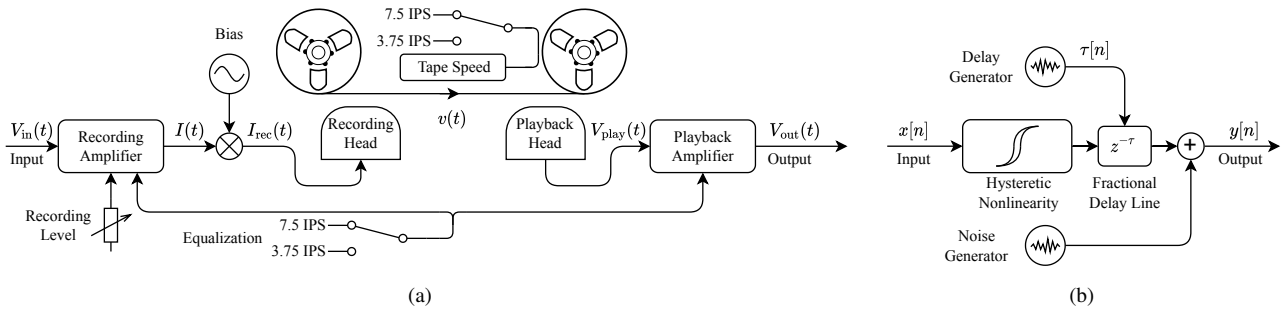 Bias
7.5 IPS
3.75 IPS
Tape Speed
v(t)
V_in(t)
Input
Recording
Amplifier
I(t)
I_rec(t)
Recording
Head
Playback
Head
V_play(t)
Playback
Amplifier
V_out(t)
Output
Recording
Level
Equalization
7.5 IPS
3.75 IPS
(a)
Delay
Generator
τ[n]
x[n]
Input
Hysteretic
Nonlinearity
z^{-τ}
Fractional
Delay Line
+
y[n]
Output
Noise
Generator
(b)